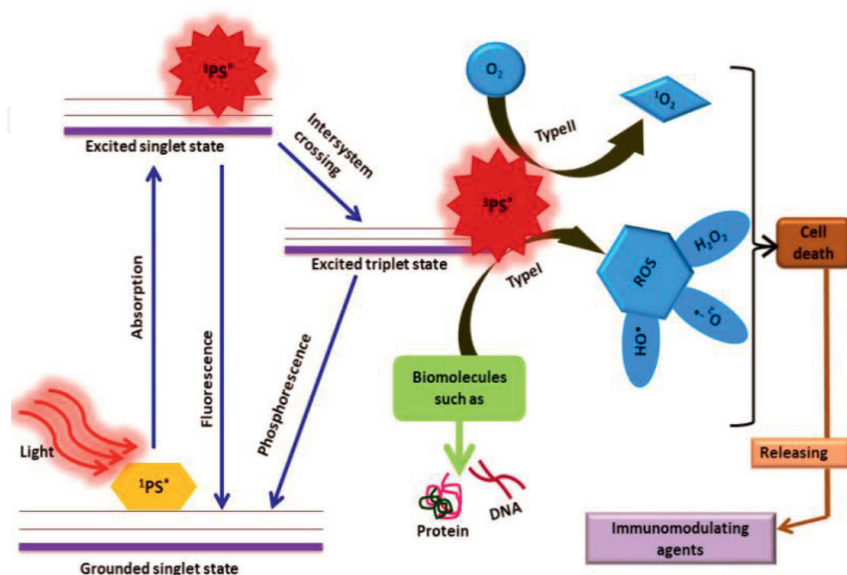 ³PS*
Excited singlet state
Intersystem
crossing
O₂
TypeII
¹O₂
³PS*
Excited triplet state
TypeI
ROS
H₂O₂
O₂⁻•
HO•
Cell
death
Absorption
Fluorescence
Phosphorescence
Light
¹PS*
Grounded singlet state
Biomolecules
such as
Protein
DNA
Releasing
Immunomodulating
agents